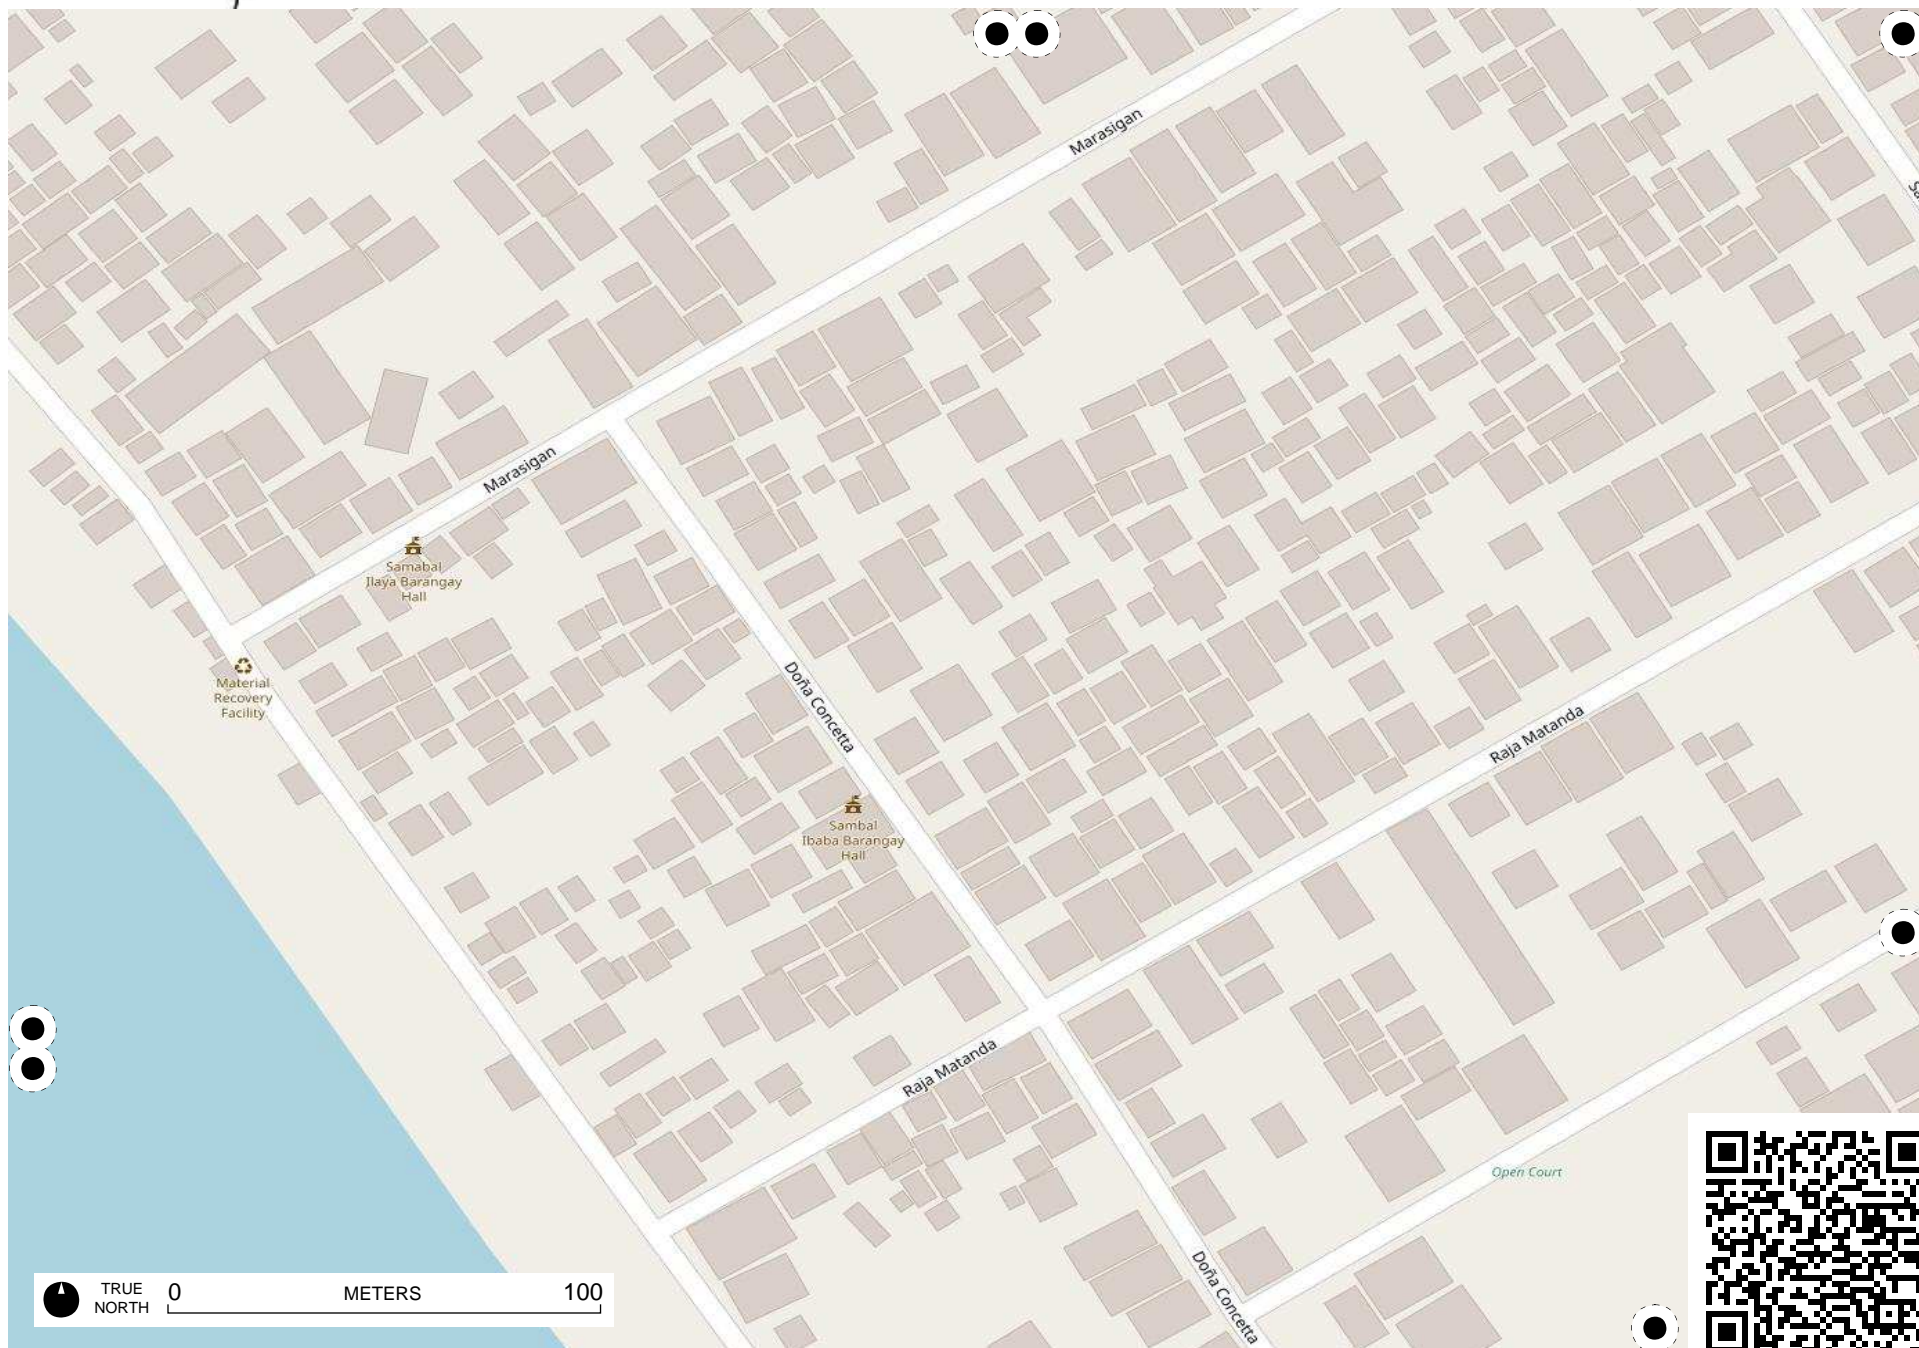 Marasigan
Marasigan
Samabal
Ilaya Barangay
Hall
Material
Recovery
Facility
Doña Concetta
Raja Matanda
Sambal
Ibaba Barangay
Hall
Raja Matanda
Open Court
Doña Concetta
TRUE
NORTH
0
METERS
100